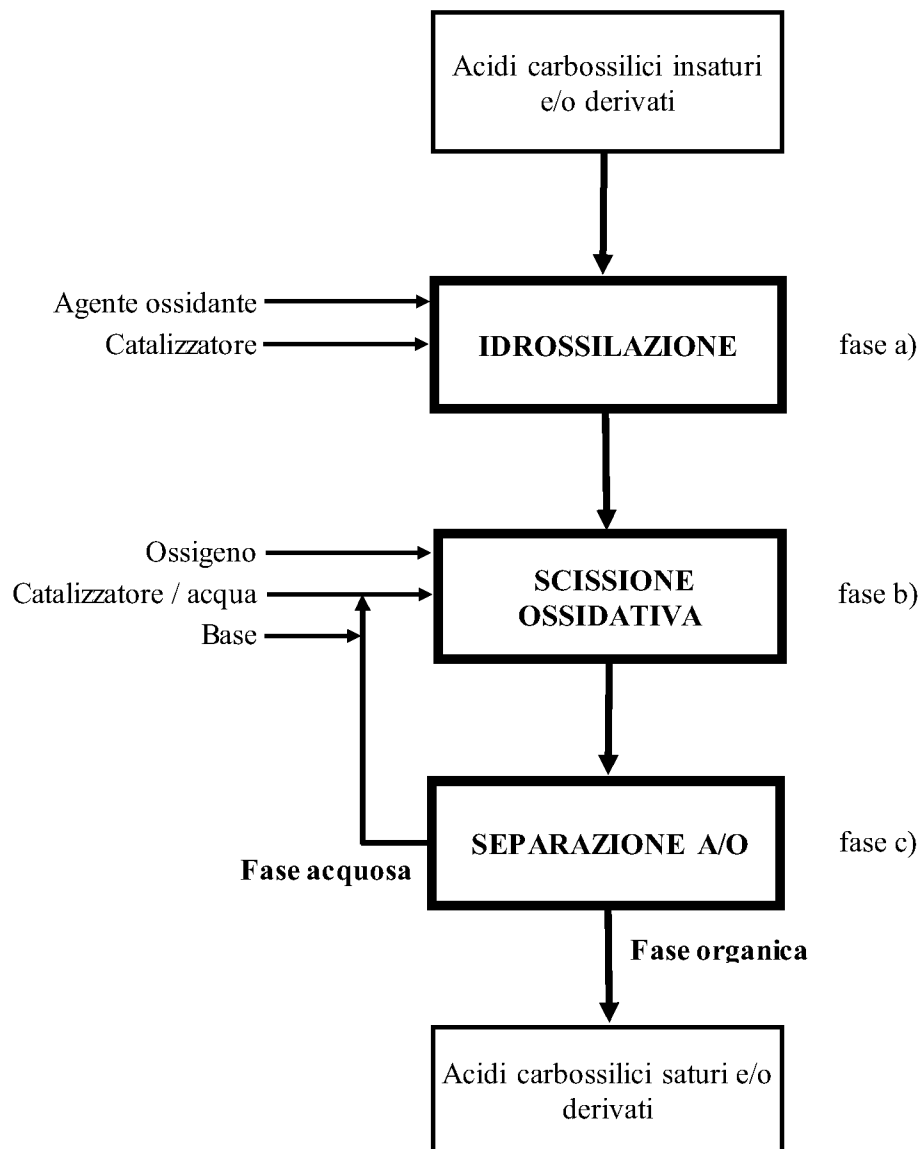 Acidi carbossilici insaturi
e/o derivati
Agente ossidante
Catalizzatore
IDROSSILAZIONE
fase a)
Ossigeno
Catalizzatore / acqua
Base
SCISSIONE
OSSIDATIVA
fase b)
SEPARAZIONE A/O
fase c)
Fase acquosa
Fase organica
Acidi carbossilici saturi e/o
derivati